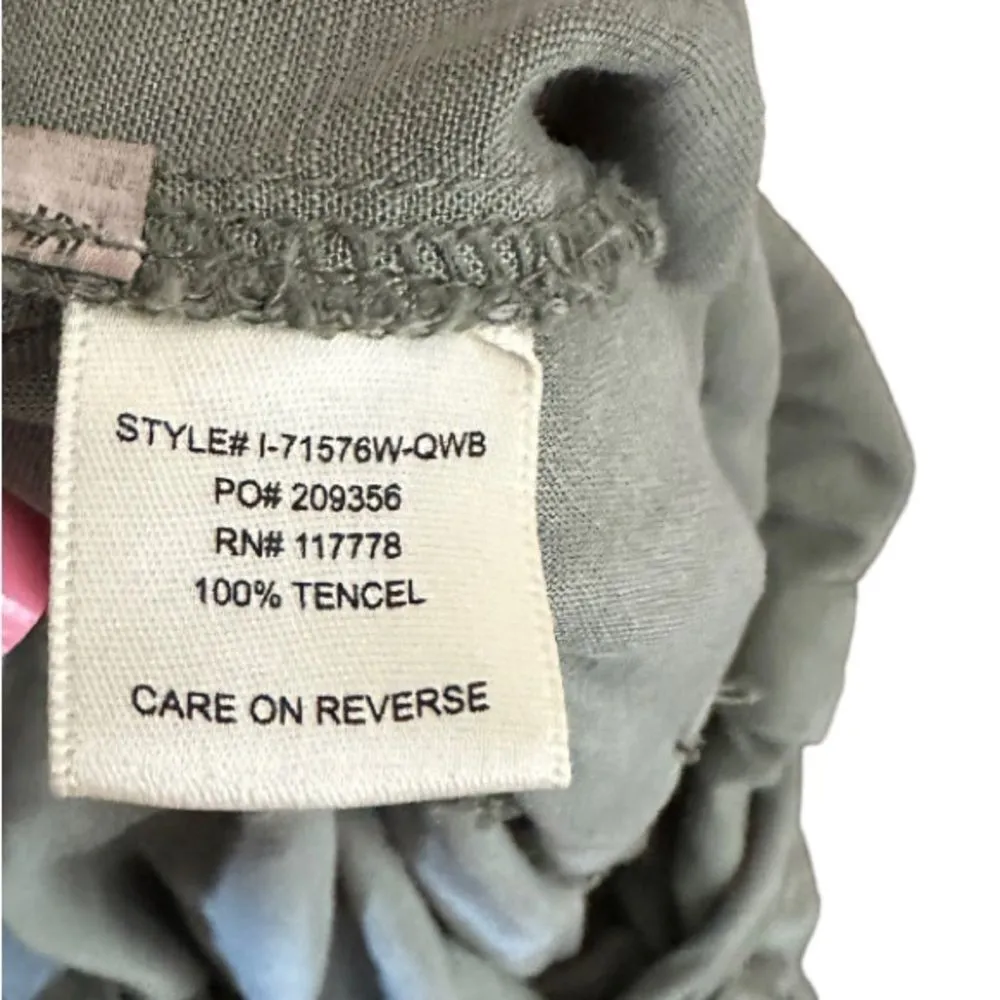 STYLE# I-71576W-QWB
PO# 209356
RN# 117778
100% TENCEL
CARE ON REVERSE